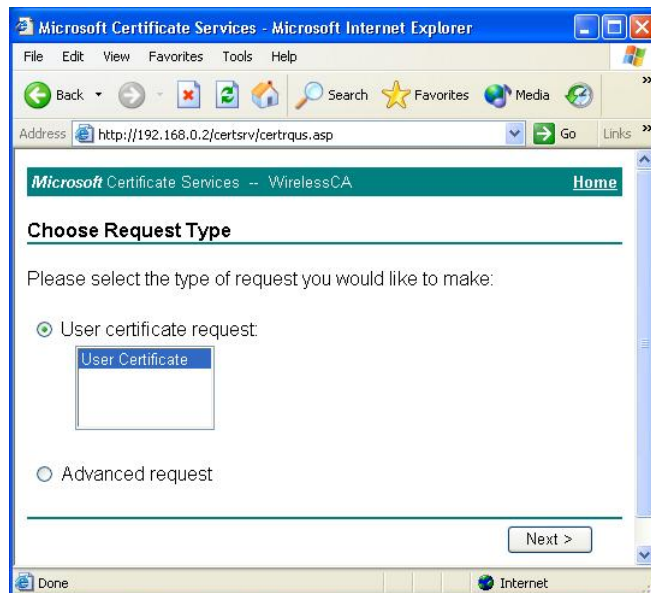 Microsoft Certificate Services - Microsoft Internet Explorer
File Edit View Favorites Tools Help
Back Search Favorites Media »
Address http://192.168.0.2/certsrv/certrqus.asp Go Links »
Microsoft Certificate Services -- WirelessCA Home
Choose Request Type
Please select the type of request you would like to make:
User certificate request:
User Certificate
Advanced request
Next >
Done Internet